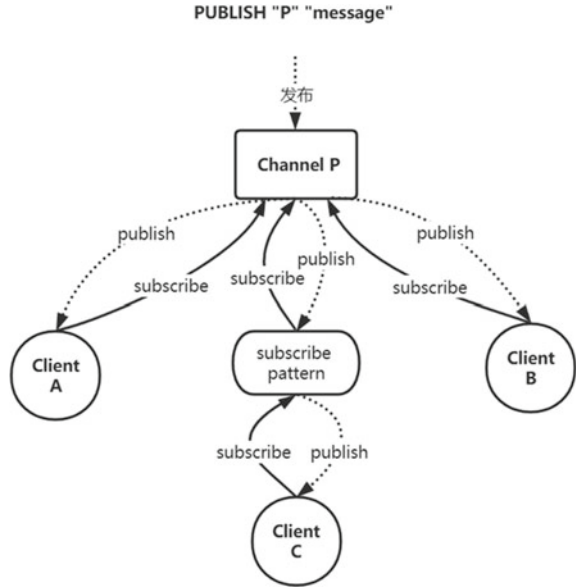 PUBLISH "P" "message"
发布
Channel P
publish
publish
publish
subscribe
subscribe
subscribe
Client
A
subscribe
pattern
Client
B
subscribe
publish
Client
C